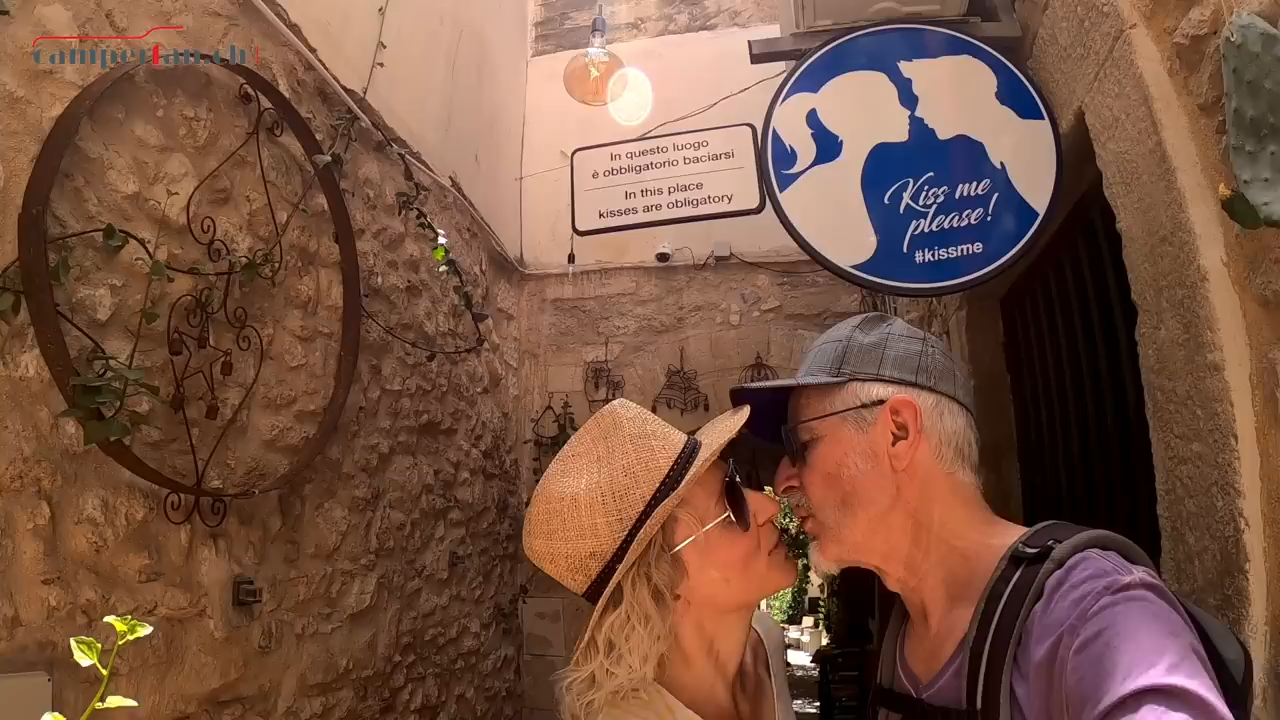 camperfan.ch
In questo luogo
è obbligatorio baciarsi
In this place
kisses are obligatory
Kiss me
please!
#kissme